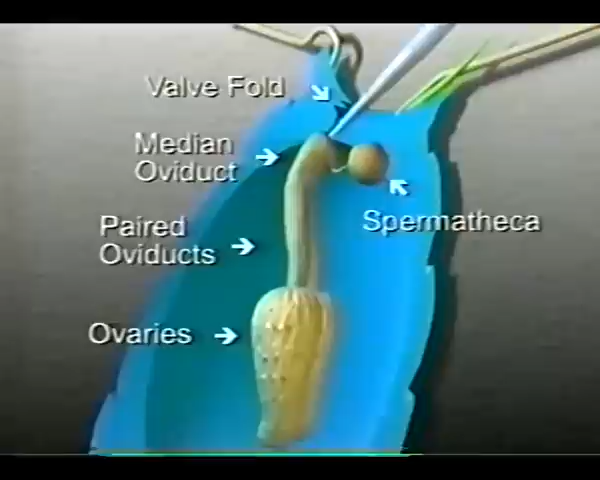 Valve Fold
Median
Oviduct
Spermatheca
Paired
Oviducts
Ovaries